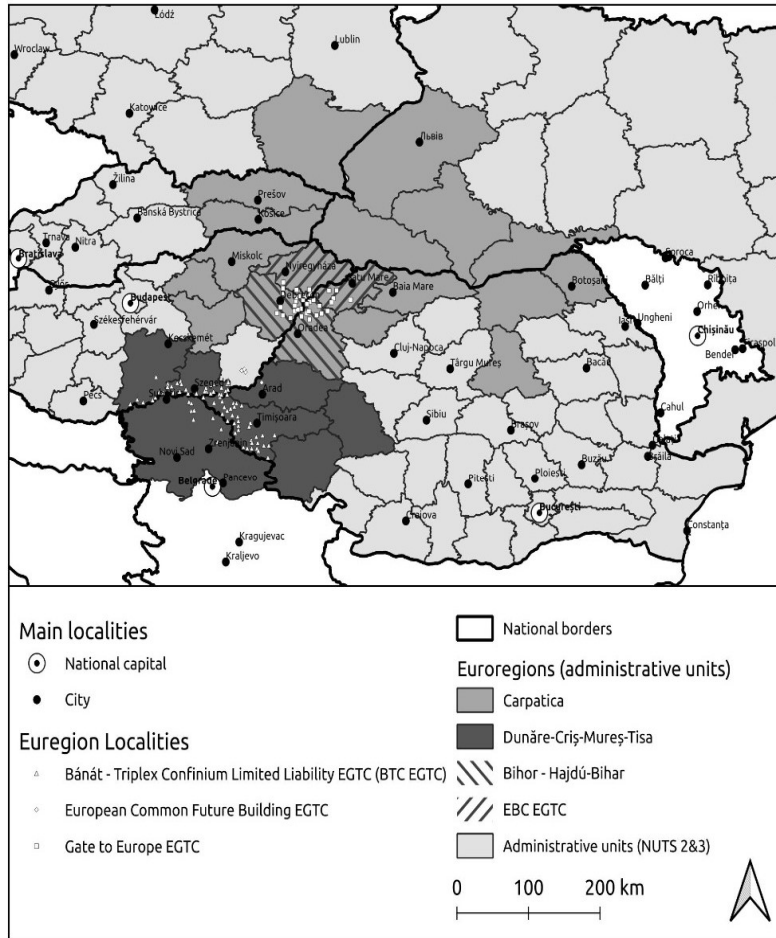 Łódź
Wroclaw
Lublin
Katowice
Львів
Žilina
Prešov
Košice
Banská Bystrica
Trnava
Nitra
Bratislava
Miskolc
Nyíregyháza
Satu Mare
Baia Mare
Botoșani
Soroca
Bălți
Rîbnița
Orhei
Budapest
Debrecen
Székesfehérvár
Kecskemét
Oradea
Cluj-Napoca
Târgu Mureș
Iași
Ungheni
Chișinău
Bender
Tiraspol
Bacău
Pécs
Szeged
Arad
Timișoara
Sibiu
Brașov
Cahul
Galați
Brăila
Buzău
Ploiești
Pitești
Novi Sad
Zrenjanin
Pancevo
Belgrade
Craiova
București
Constanța
Kragujevac
Kraljevo
Main localities
National capital
City
Euregion Localities
Bánát - Triplex Confinium Limited Liability EGTC (BTC EGTC)
European Common Future Building EGTC
Gate to Europe EGTC
National borders
Euroregions (administrative units)
Carpatica
Dunăre-Criș-Mureș-Tisa
Bihor - Hajdú-Bihar
EBC EGTC
Administrative units (NUTS 2&3)
0 100 200 km